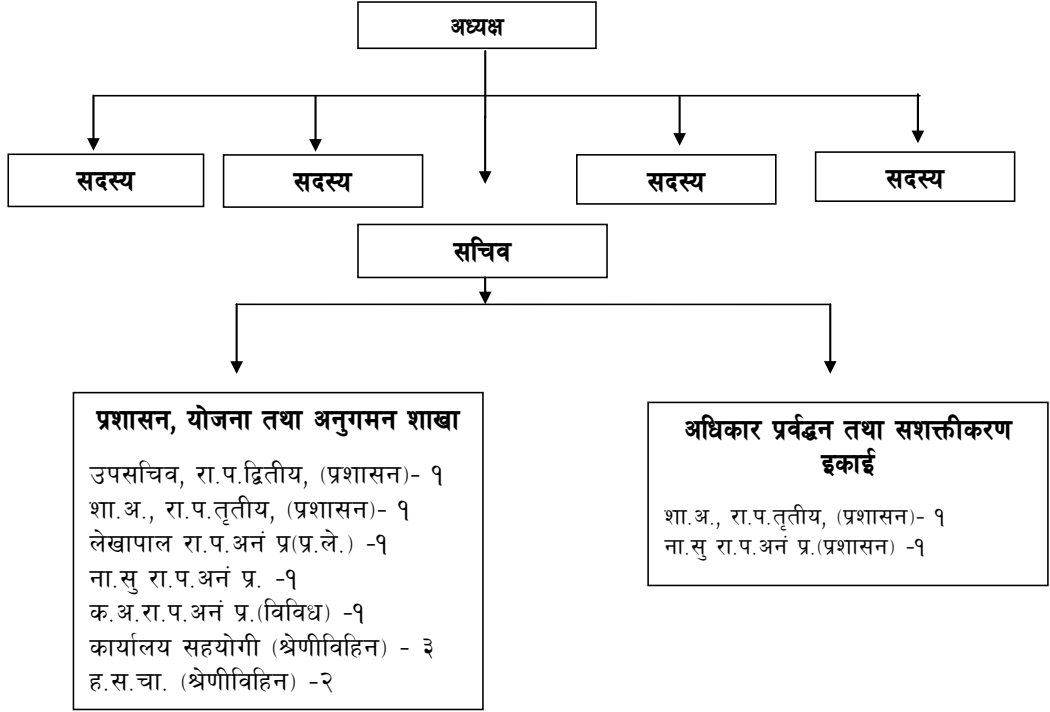 अध्यक्ष
सदस्य
सदस्य
सदस्य
सदस्य
सचिव
प्रशासन, योजना तथा अनुगमन शाखा
उपसचिव, रा.प.द्वितीय, (प्रशासन)- १
शा.अ., रा.प.तृतीय, (प्रशासन)- १
लेखापाल रा.प.अनं प्र(प्र.ले.) -१
ना.सु रा.प.अनं प्र. -१
क.अ.रा.प.अनं प्र.(विविध) -१
कार्यालय सहयोगी (श्रेणीविहिन) - ३
ह.स.चा. (श्रेणीविहिन) -२
अधिकार प्रर्वद्धन तथा सशक्तीकरण
इकाई
शा.अ., रा.प.तृतीय, (प्रशासन)- १
ना.सु रा.प.अनं प्र.(प्रशासन) -१